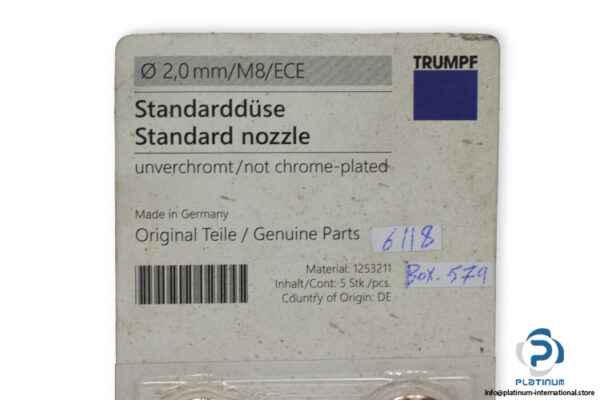 Ø 2,0 mm/M8/ECE
TRUMPF
Standarddüse
Standard nozzle
unverchromt/not chrome-plated
Made in Germany
Original Teile / Genuine Parts
6118
Material: 1253211
Inhalt/Cont: 5 Stk./pcs.
Country of Origin: DE
Box-579
PLATINUM
Info@platinum-international.store